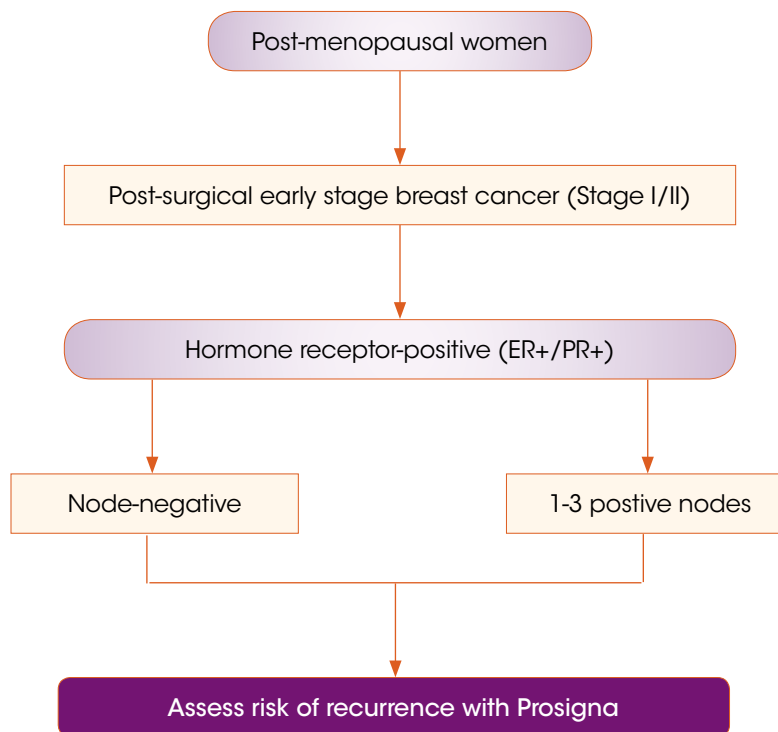 Post-menopausal women
Post-surgical early stage breast cancer (Stage I/II)
Hormone receptor-positive (ER+/PR+)
Node-negative
1-3 postive nodes
Assess risk of recurrence with Prosigna